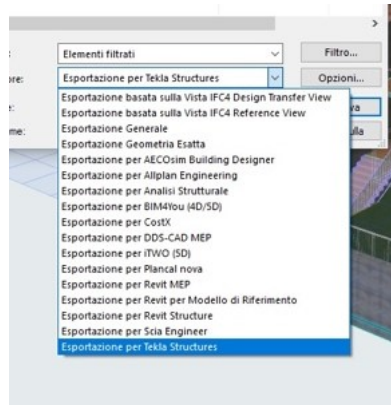 Elementi filtrati
Filtro...
ore:
Esportazione per Tekla Structures
Opzioni...
Esportazione basata sulla Vista IFC4 Design Transfer View
Esportazione basata sulla Vista IFC4 Reference View
Esportazione Generale
me:
Esportazione Geometria Esatta
Esportazione per AECOsim Building Designer
Esportazione per Allplan Engineering
Esportazione per Analisi Strutturale
Esportazione per BIM4You (4D/5D)
Esportazione per CostX
Esportazione per DDS-CAD MEP
Esportazione per iTWO (5D)
Esportazione per Plancal nova
Esportazione per Revit MEP
Esportazione per Revit per Modello di Riferimento
Esportazione per Revit Structure
Esportazione per Scia Engineer
Esportazione per Tekla Structures